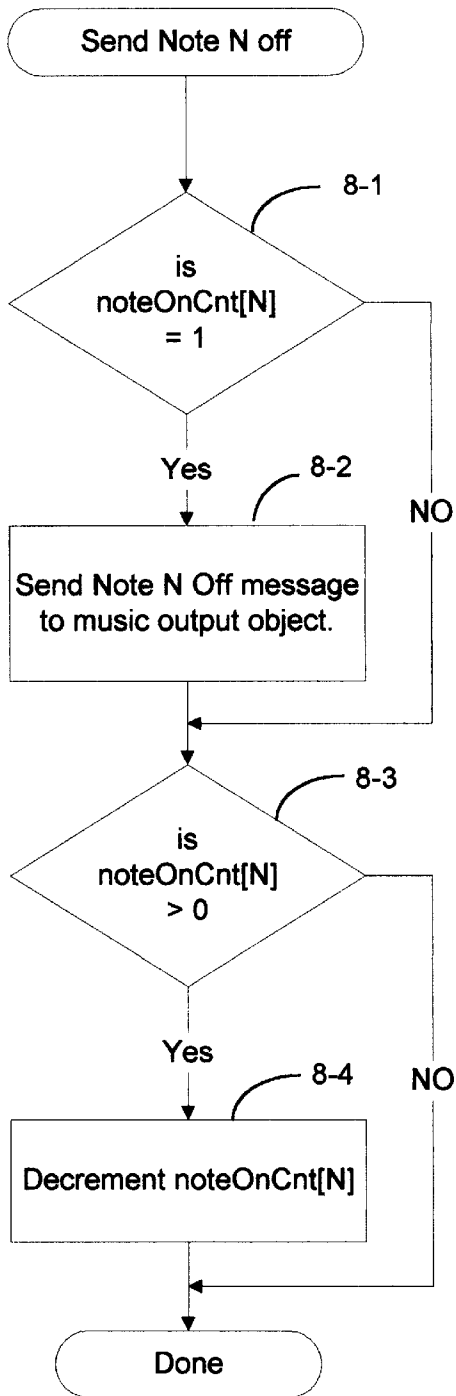 Send Note N off
8-1
is
noteOnCnt[N]
= 1
Yes
8-2
NO
Send Note N Off message
to music output object.
8-3
is
noteOnCnt[N]
> 0
Yes
8-4
NO
Decrement noteOnCnt[N]
Done